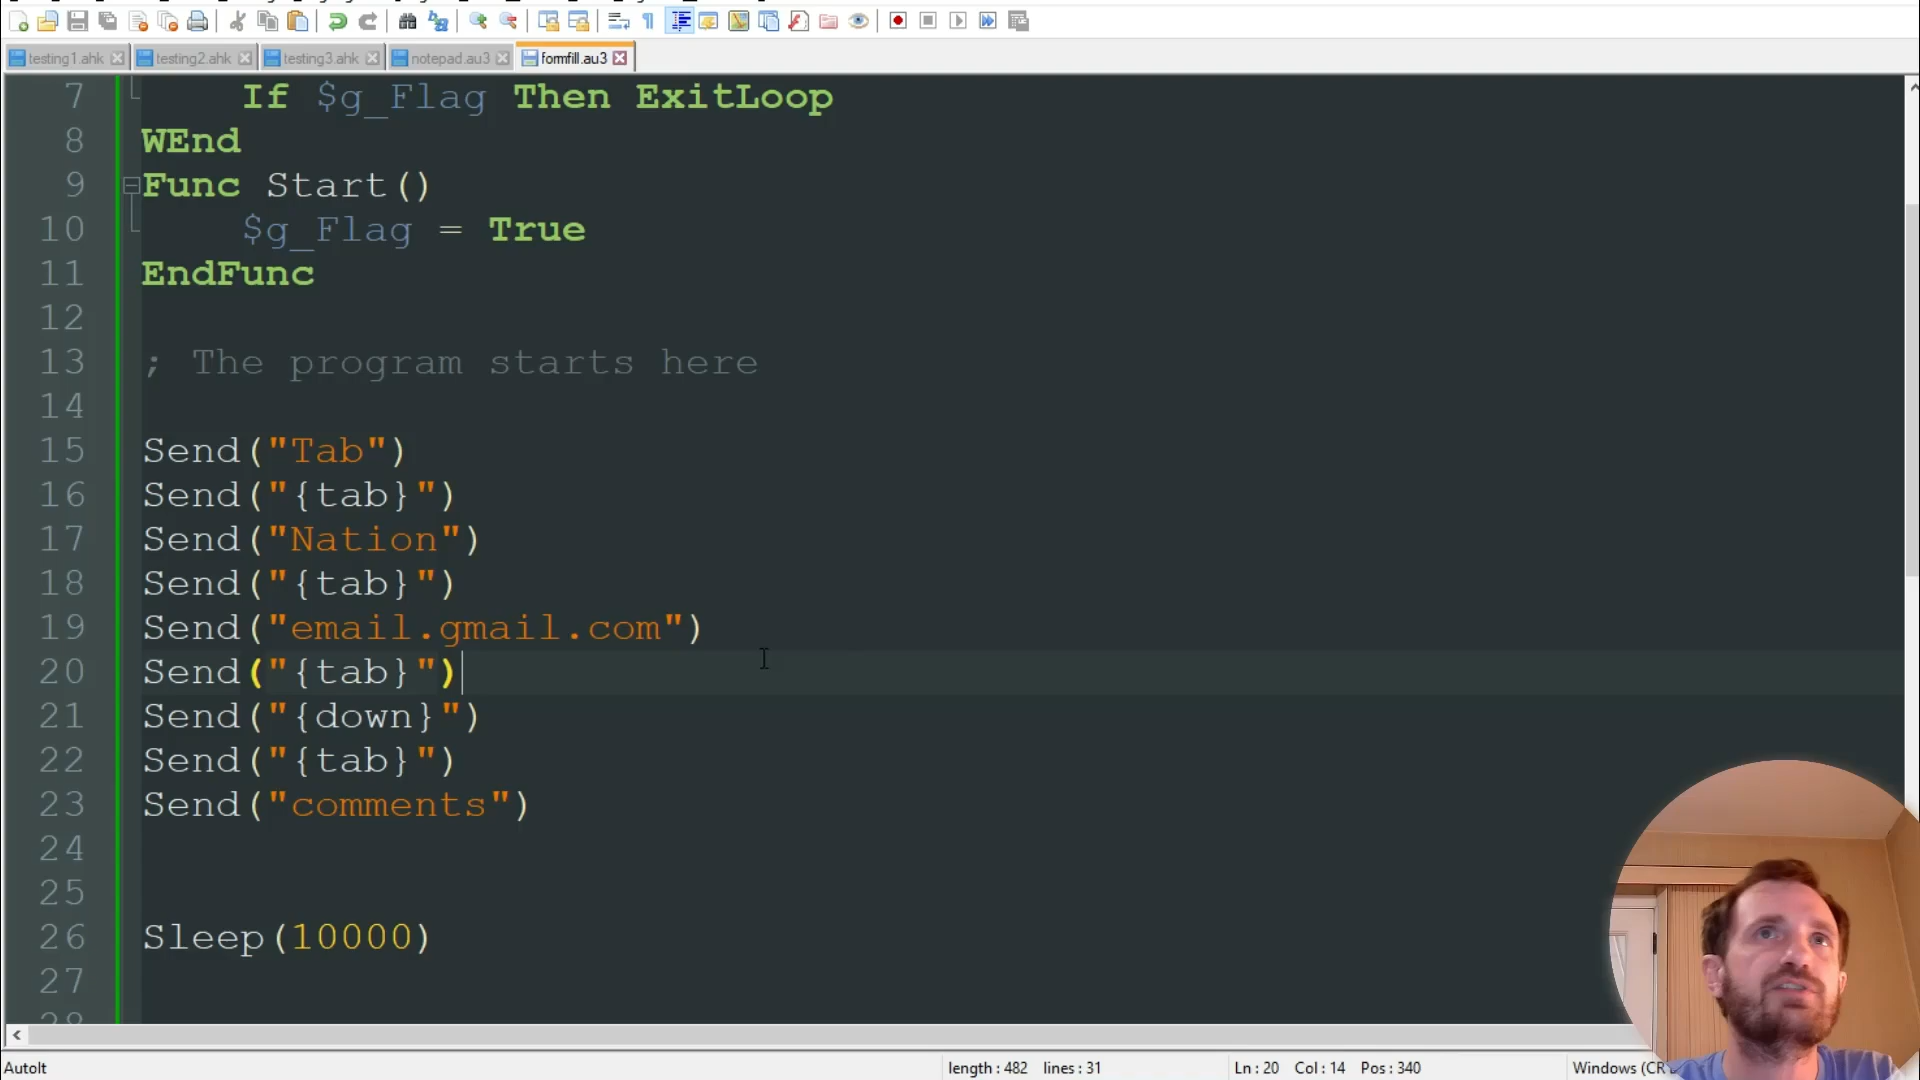 testing1.ahk testing2.ahk testing3.ahk notepad.au3 formfill.au3
7 If $g_Flag Then ExitLoop
8 WEnd
9 Func Start()
10 $g_Flag = True
11 EndFunc
12
13 ; The program starts here
14
15 Send("Tab")
16 Send("{tab}")
17 Send("Nation")
18 Send("{tab}")
19 Send("email.gmail.com")
20 Send("{tab}")
21 Send("{down}")
22 Send("{tab}")
23 Send("comments")
24
25
26 Sleep(10000)
27
28
AutoIt length : 482 lines : 31 Ln : 20 Col : 14 Pos : 340 Windows (CR